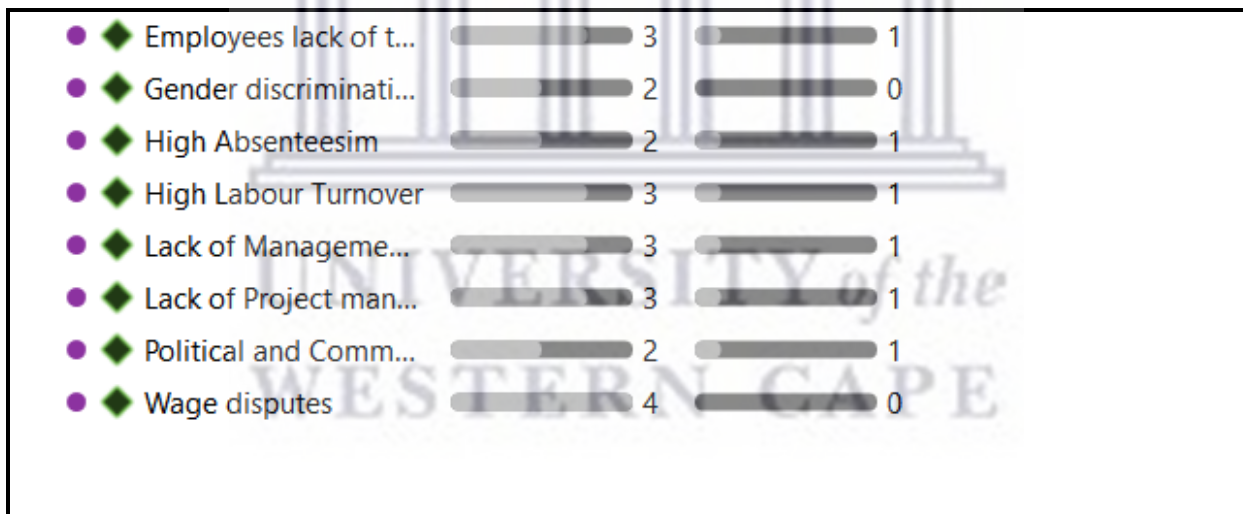 Employees lack of t... 3 1
Gender discriminati... 2 0
High Absenteesim 2 1
High Labour Turnover 3 1
Lack of Manageme... 3 1
Lack of Project man... 3 1
Political and Comm... 2 1
Wage disputes 4 0
UNIVERSITY of the
WESTERN CAPE